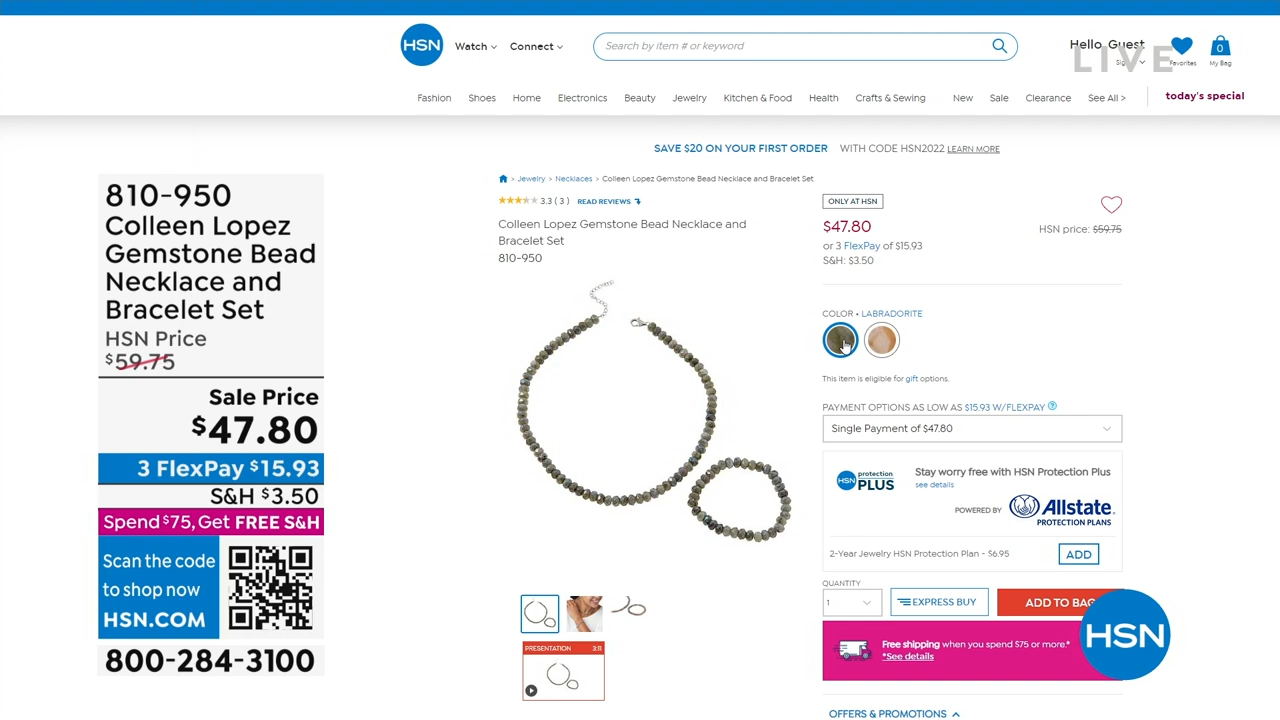 HSN
Watch
Connect
Search by item # or keyword
Hello, Guest
LIVE
Favorites
0
My Bag
Fashion
Shoes
Home
Electronics
Beauty
Jewelry
Kitchen & Food
Health
Crafts & Sewing
New
Sale
Clearance
See All >
today's special
SAVE $20 ON YOUR FIRST ORDER WITH CODE HSN2022 LEARN MORE
810-950
Colleen Lopez
Gemstone Bead
Necklace and
Bracelet Set
HSN Price
$59.75
Sale Price
$47.80
3 FlexPay $15.93
S&H $3.50
Spend $75, Get FREE S&H
Scan the code
to shop now
HSN.COM
800-284-3100
> Jewelry > Necklaces > Colleen Lopez Gemstone Bead Necklace and Bracelet Set
3.3 ( 3 ) READ REVIEWS
Colleen Lopez Gemstone Bead Necklace and
Bracelet Set
810-950
PRESENTATION 3:11
ONLY AT HSN
$47.80
HSN price: $59.75
or 3 FlexPay of $15.93
S&H: $3.50
COLOR • LABRADORITE
This item is eligible for gift options.
PAYMENT OPTIONS AS LOW AS $15.93 W/FLEXPAY ?
Single Payment of $47.80
HSN protection PLUS
Stay worry free with HSN Protection Plus
see details
POWERED BY Allstate.
PROTECTION PLANS
2-Year Jewelry HSN Protection Plan - $6.95
ADD
QUANTITY
1
EXPRESS BUY
ADD TO BAG
HSN
Free shipping when you spend $75 or more.*
*See details
OFFERS & PROMOTIONS